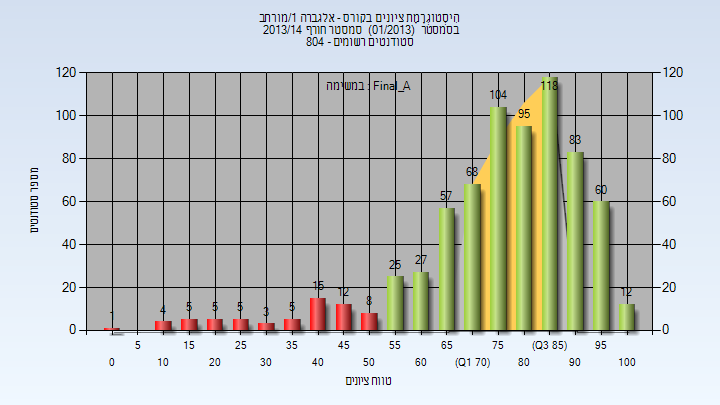 היסטוגרמת ציונים בקורס - אלגברה 1/מורחב
בסמסטר (01/2013) סמסטר חורף 2013/14
סטודנטים רשומים - 804
במשימה : Final_A
מספר סטודנטים
120 100 80 60 40 20 0
120 100 80 60 40 20 0
1 4 5 5 5 3 5 15 12 8 25 27 57 68 104 95 118 83 60 12
5 15 25 35 45 55 65 75 (Q3 85) 95
0 10 20 30 40 50 60 (Q1 70) 80 90 100
טווח ציונים